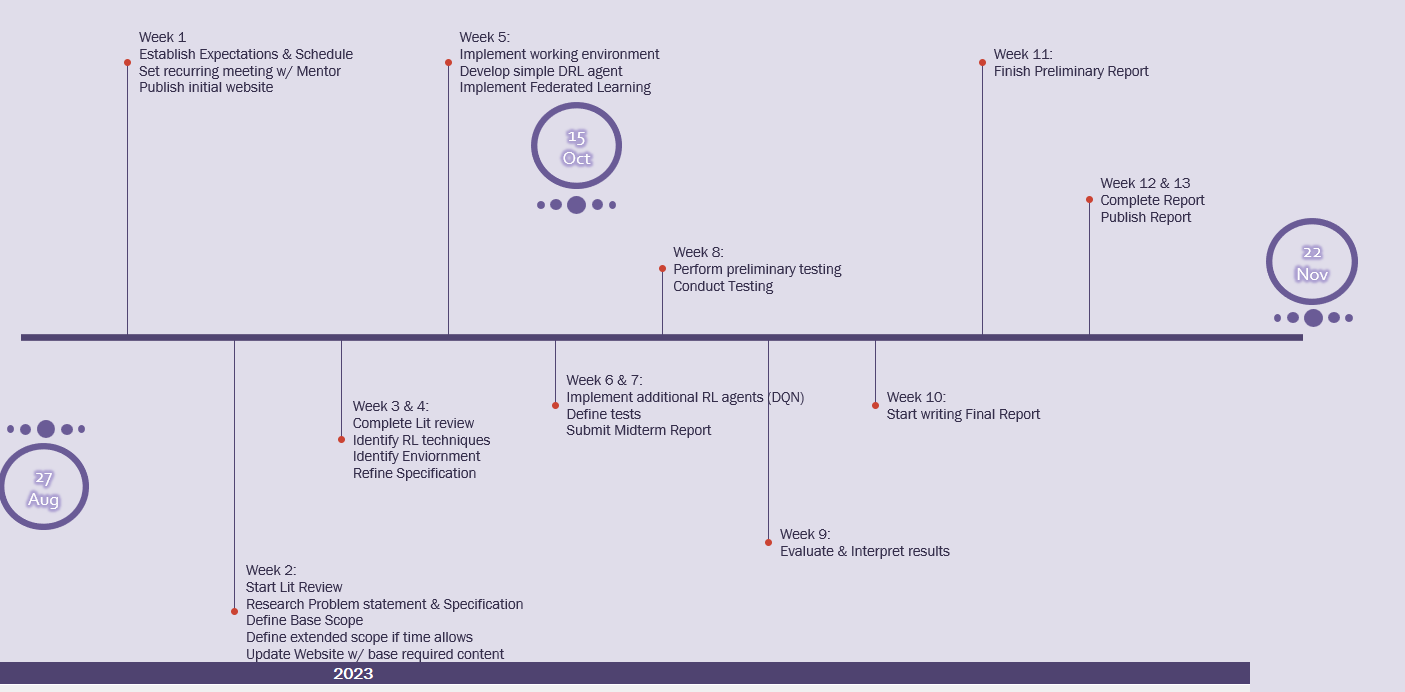 Week 1
Establish Expectations & Schedule
Set recurring meeting w/ Mentor
Publish initial website
Week 5:
Implement working environment
Develop simple DRL agent
Implement Federated Learning
15
Oct
Week 11:
Finish Preliminary Report
Week 12 & 13
Complete Report
Publish Report
22
Nov
Week 8:
Perform preliminary testing
Conduct Testing
27
Aug
Week 3 & 4:
Complete Lit review
Identify RL techniques
Identify Enviornment
Refine Specification
Week 6 & 7:
Implement additional RL agents (DQN)
Define tests
Submit Midterm Report
Week 10:
Start writing Final Report
Week 9:
Evaluate & Interpret results
Week 2:
Start Lit Review
Research Problem statement & Specification
Define Base Scope
Define extended scope if time allows
Update Website w/ base required content
2023